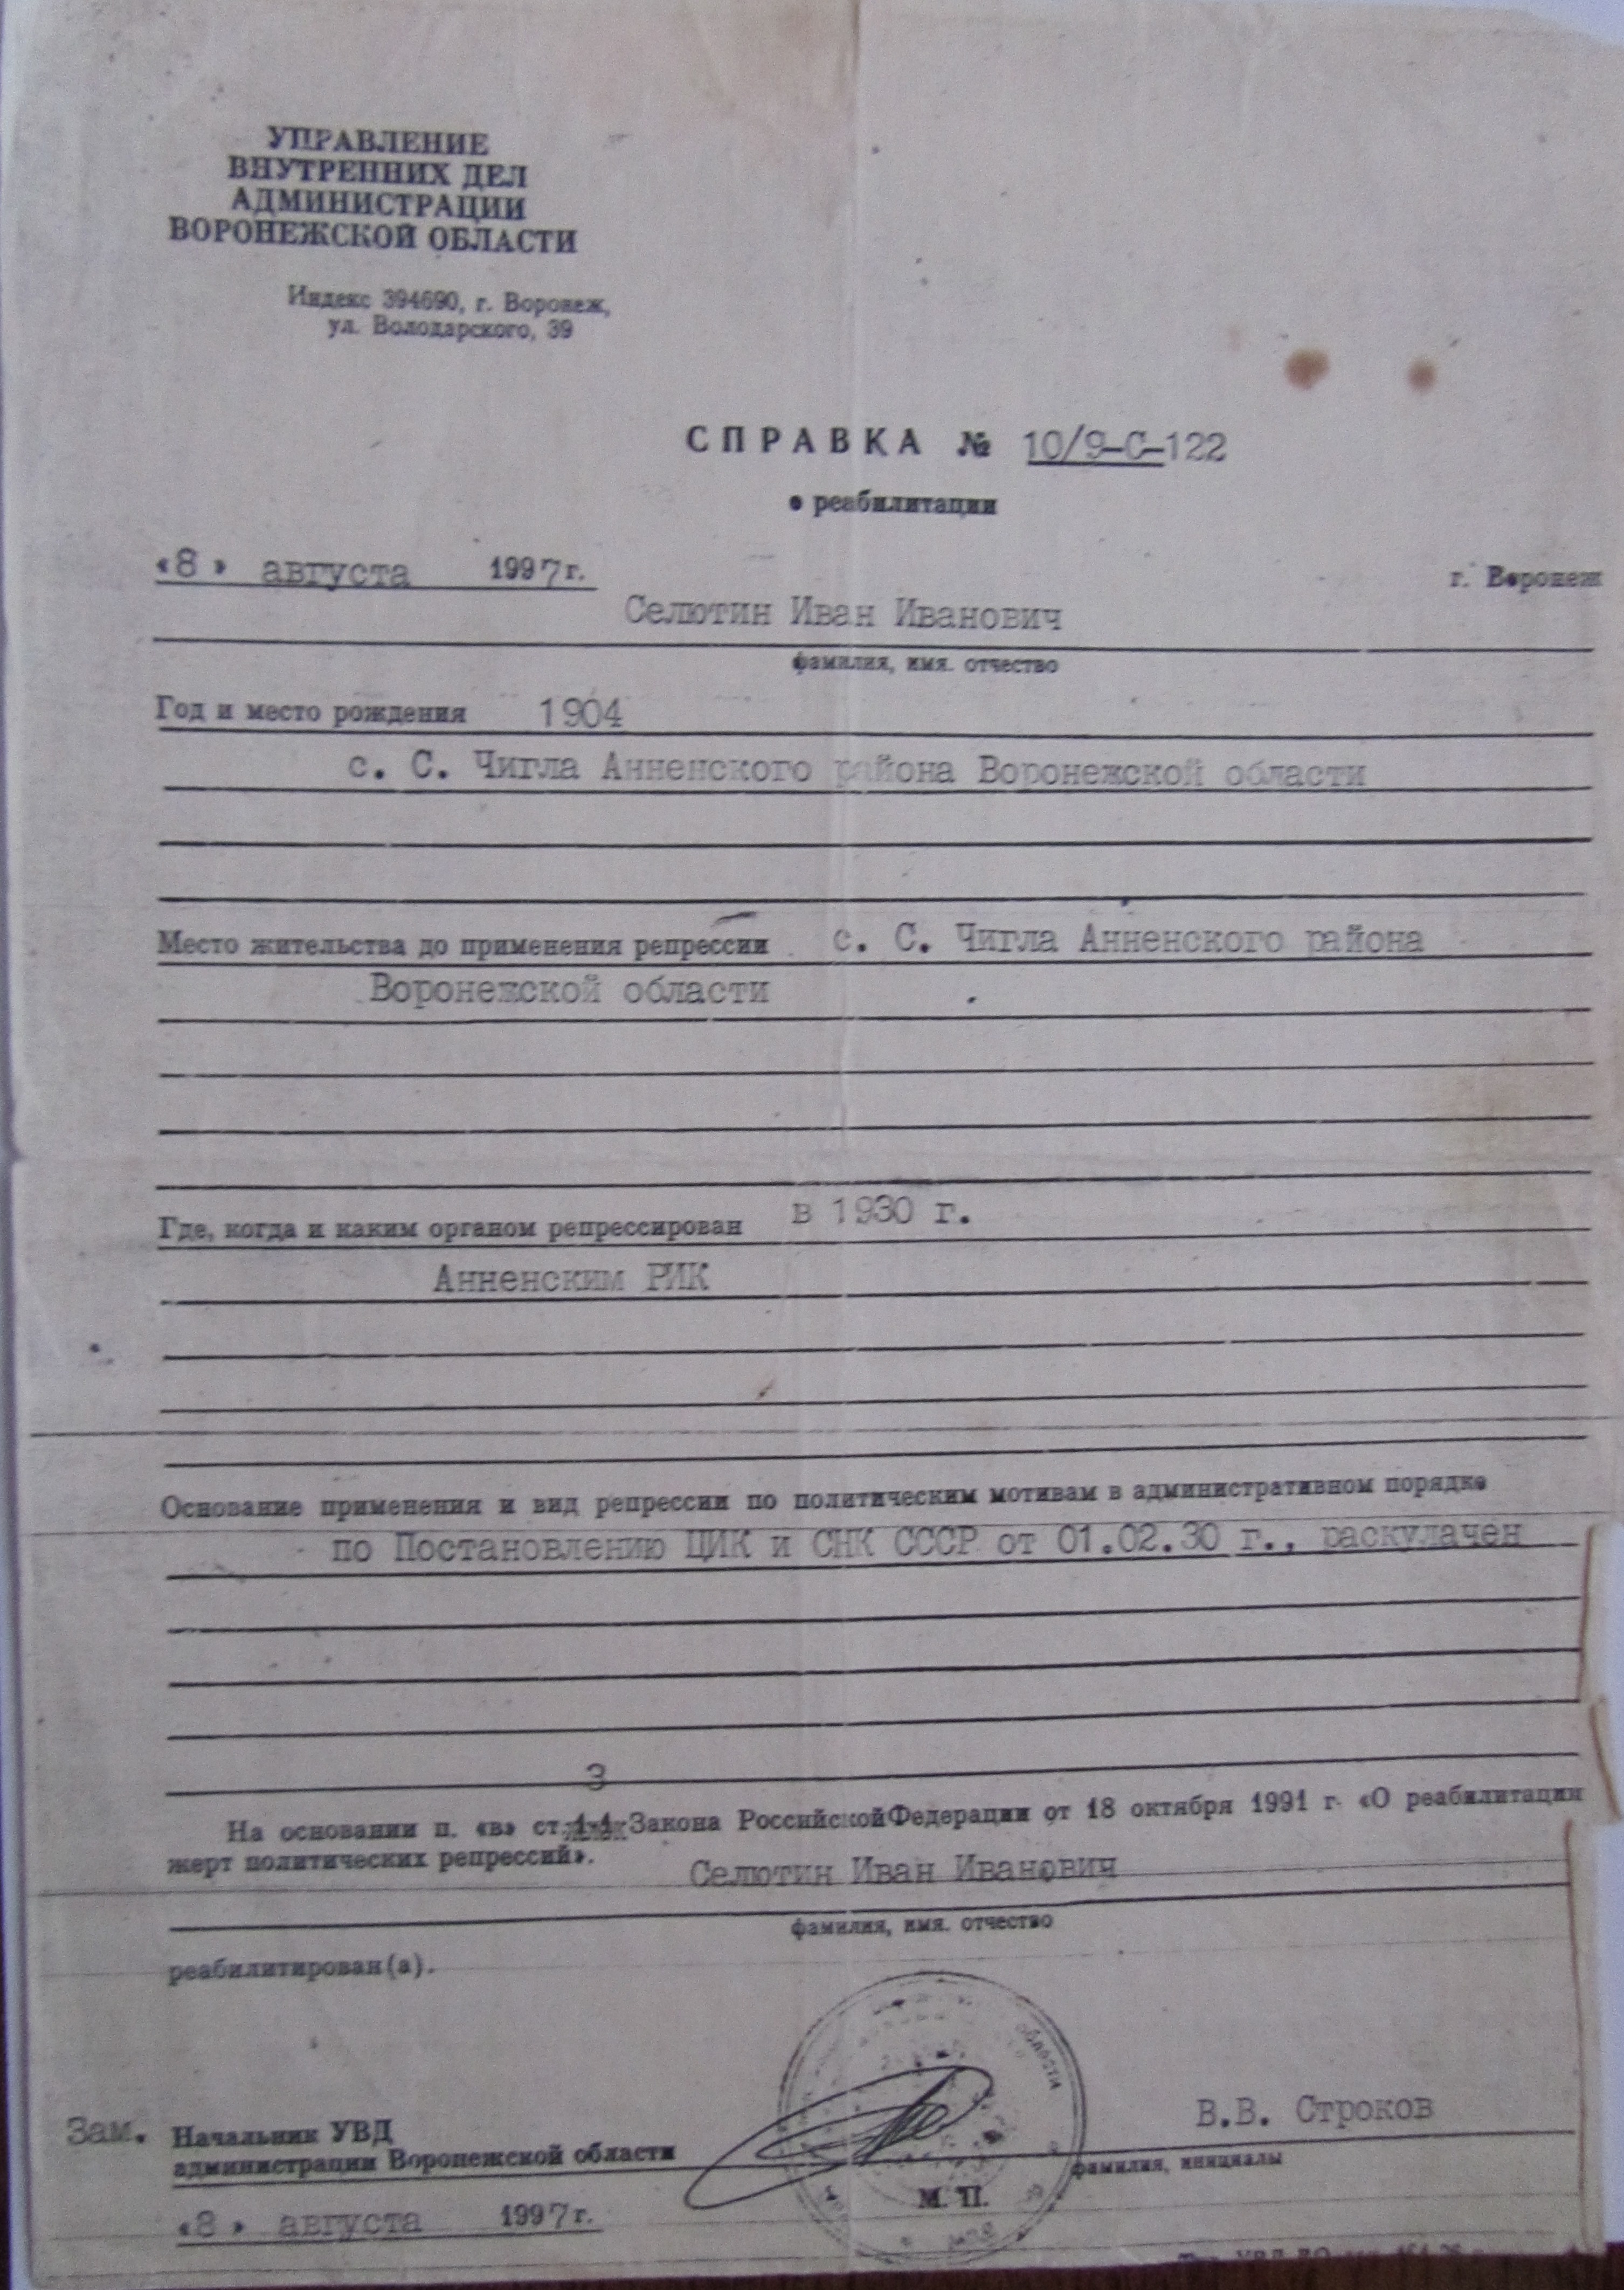 УПРАВЛЕНИЕ
ВНУТРЕННИХ ДЕЛ
АДМИНИСТРАЦИИ
ВОРОНЕЖСКОЙ ОБЛАСТИ
Индекс 394690, г. Воронеж,
ул. Володарского, 39
СПРАВКА № 10/9-С-122
о реабилитации
«8» августа 1997г. г. Воронеж
Селютин Иван Иванович
фамилия, имя. отчество
Год и место рождения 1904
с. С. Чигла Анненского района Воронежской области
Место жительства до применения репрессии с. С. Чигла Анненского района
Воронежской области
Где, когда и каким органом репрессирован в 1930 г.
Анненским РИК
Основание применения и вид репрессии по политическим мотивам в административном порядке
по Постановлению ЦИК и СНК СССР от 01.02.30 г., раскулачен
3
На основании п. «в» ст. Закона Российской Федерации от 18 октября 1991 г. «О реабилитации
жерт политических репрессий».
Селютин Иван Иванович
фамилия, имя. отчество
реабилитирован(а).
области
Зам. Начальник УВД
администрации Воронежской области
В.В. Строков
фамилия, инициалы
М. П.
«8» августа 1997г.